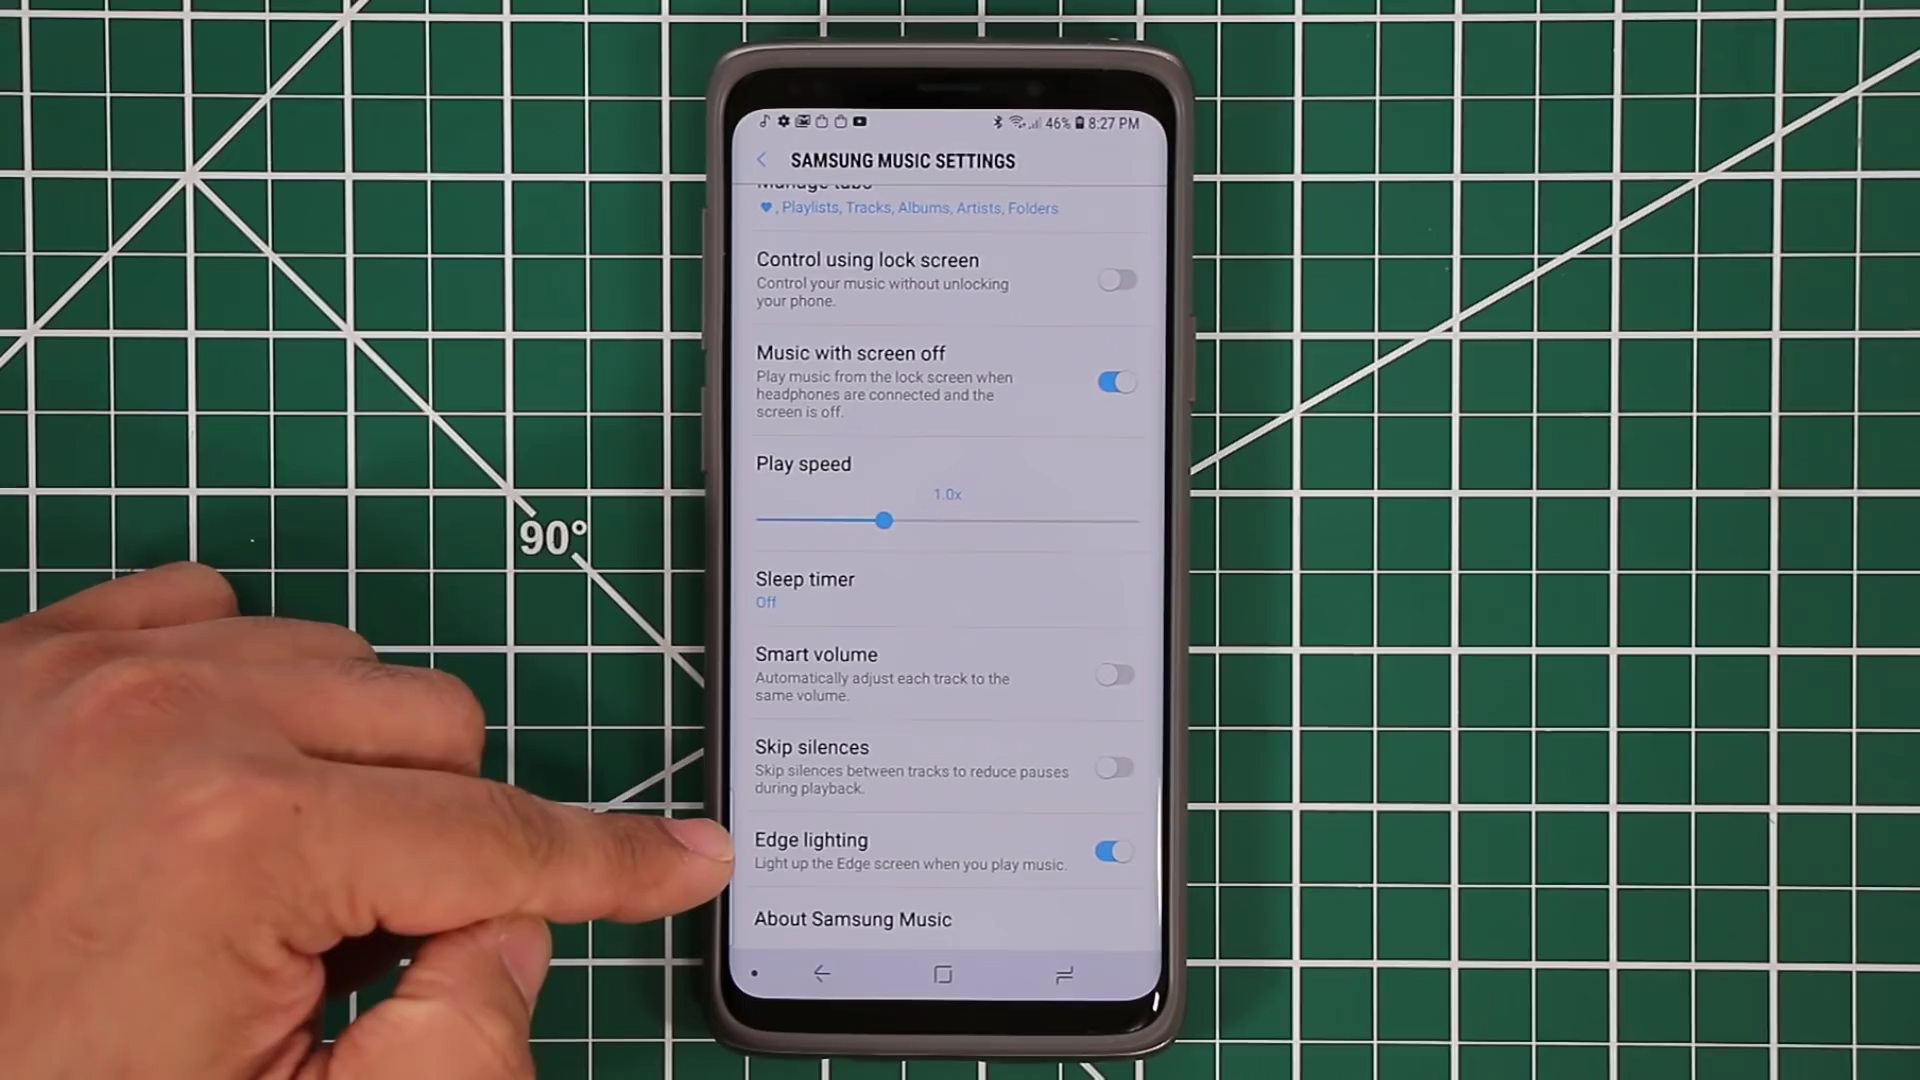 46% 8:27 PM
SAMSUNG MUSIC SETTINGS
Manage tabs
, Playlists, Tracks, Albums, Artists, Folders
Control using lock screen
Control your music without unlocking
your phone.
Music with screen off
Play music from the lock screen when
headphones are connected and the
screen is off.
Play speed
1.0x
90°
Sleep timer
Off
Smart volume
Automatically adjust each track to the
same volume.
Skip silences
Skip silences between tracks to reduce pauses
during playback.
Edge lighting
Light up the Edge screen when you play music.
About Samsung Music